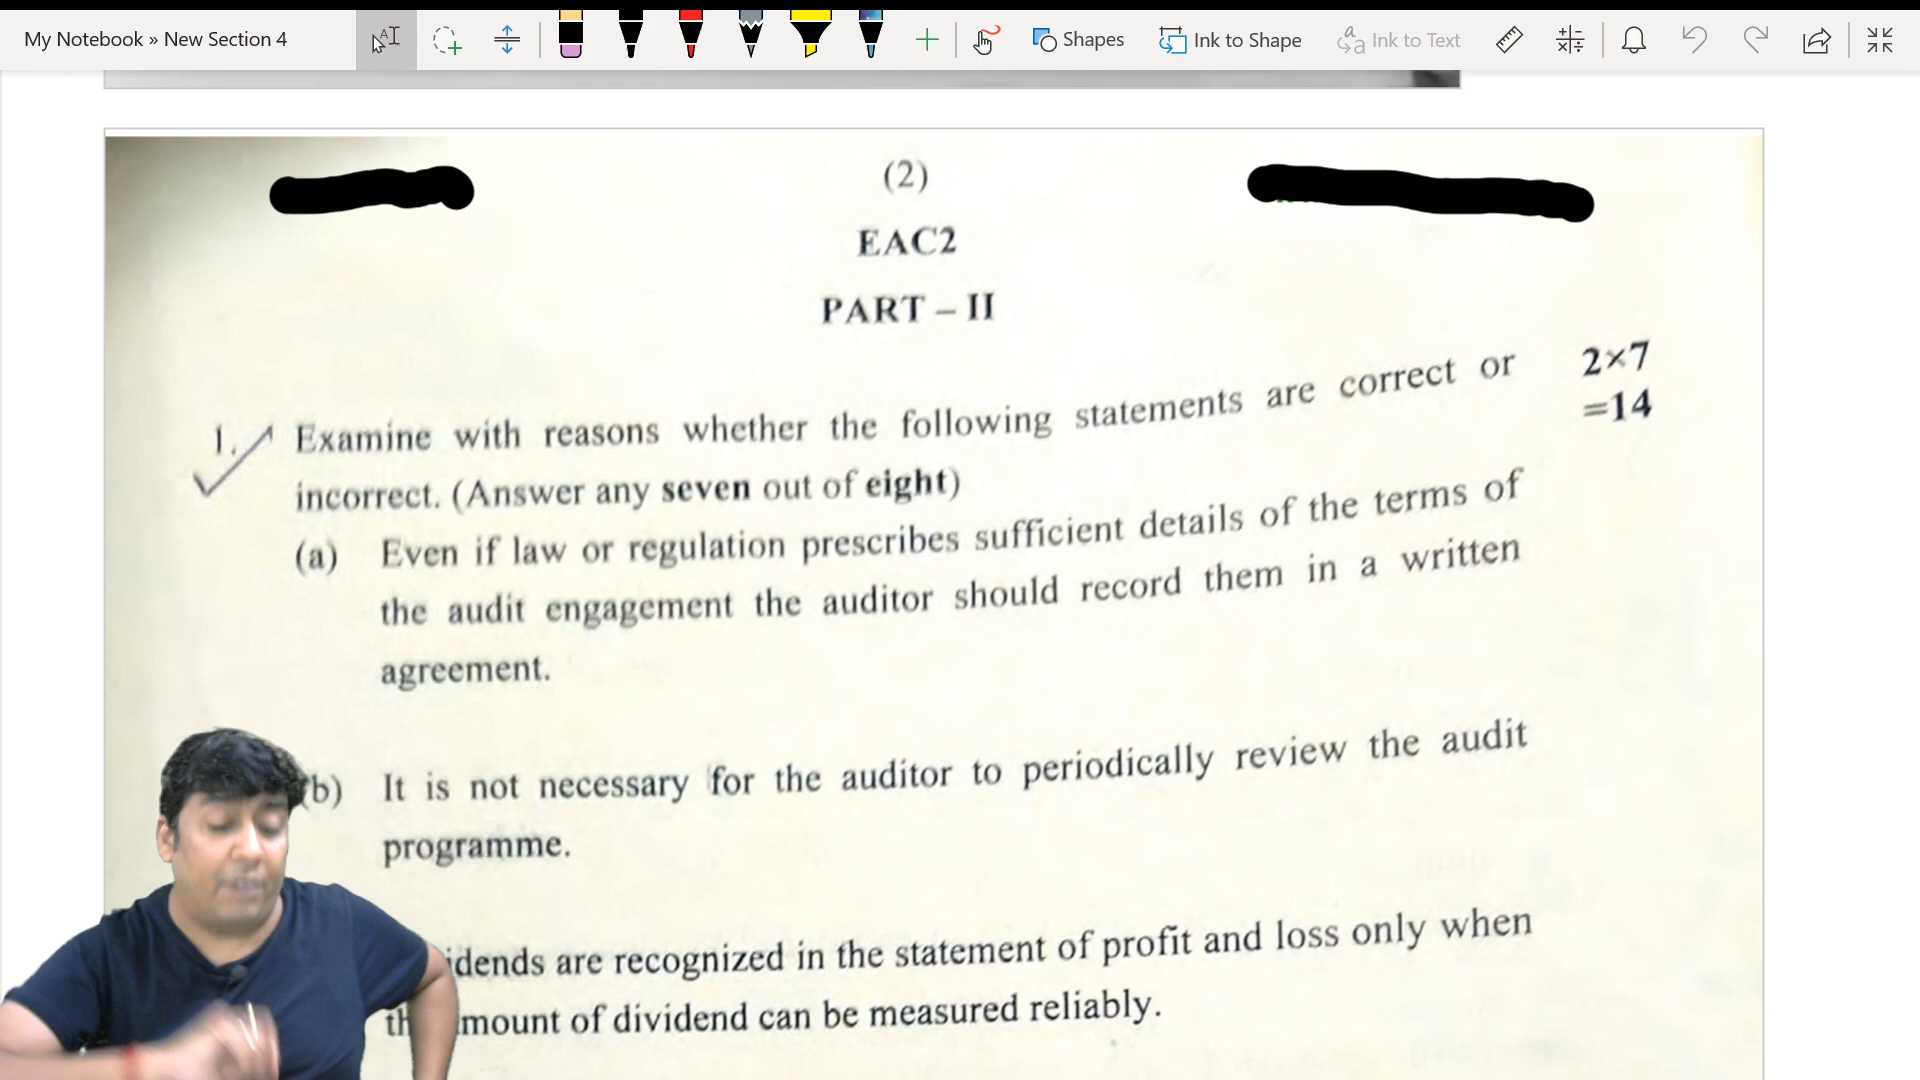 My Notebook » New Section 4
Shapes
Ink to Shape
Ink to Text
(2)
EAC2
PART – II
1. Examine with reasons whether the following statements are correct or 2×7
incorrect. (Answer any seven out of eight) =14
(a) Even if law or regulation prescribes sufficient details of the terms of
the audit engagement the auditor should record them in a written
agreement.
(b) It is not necessary for the auditor to periodically review the audit
programme.
idends are recognized in the statement of profit and loss only when
th mount of dividend can be measured reliably.